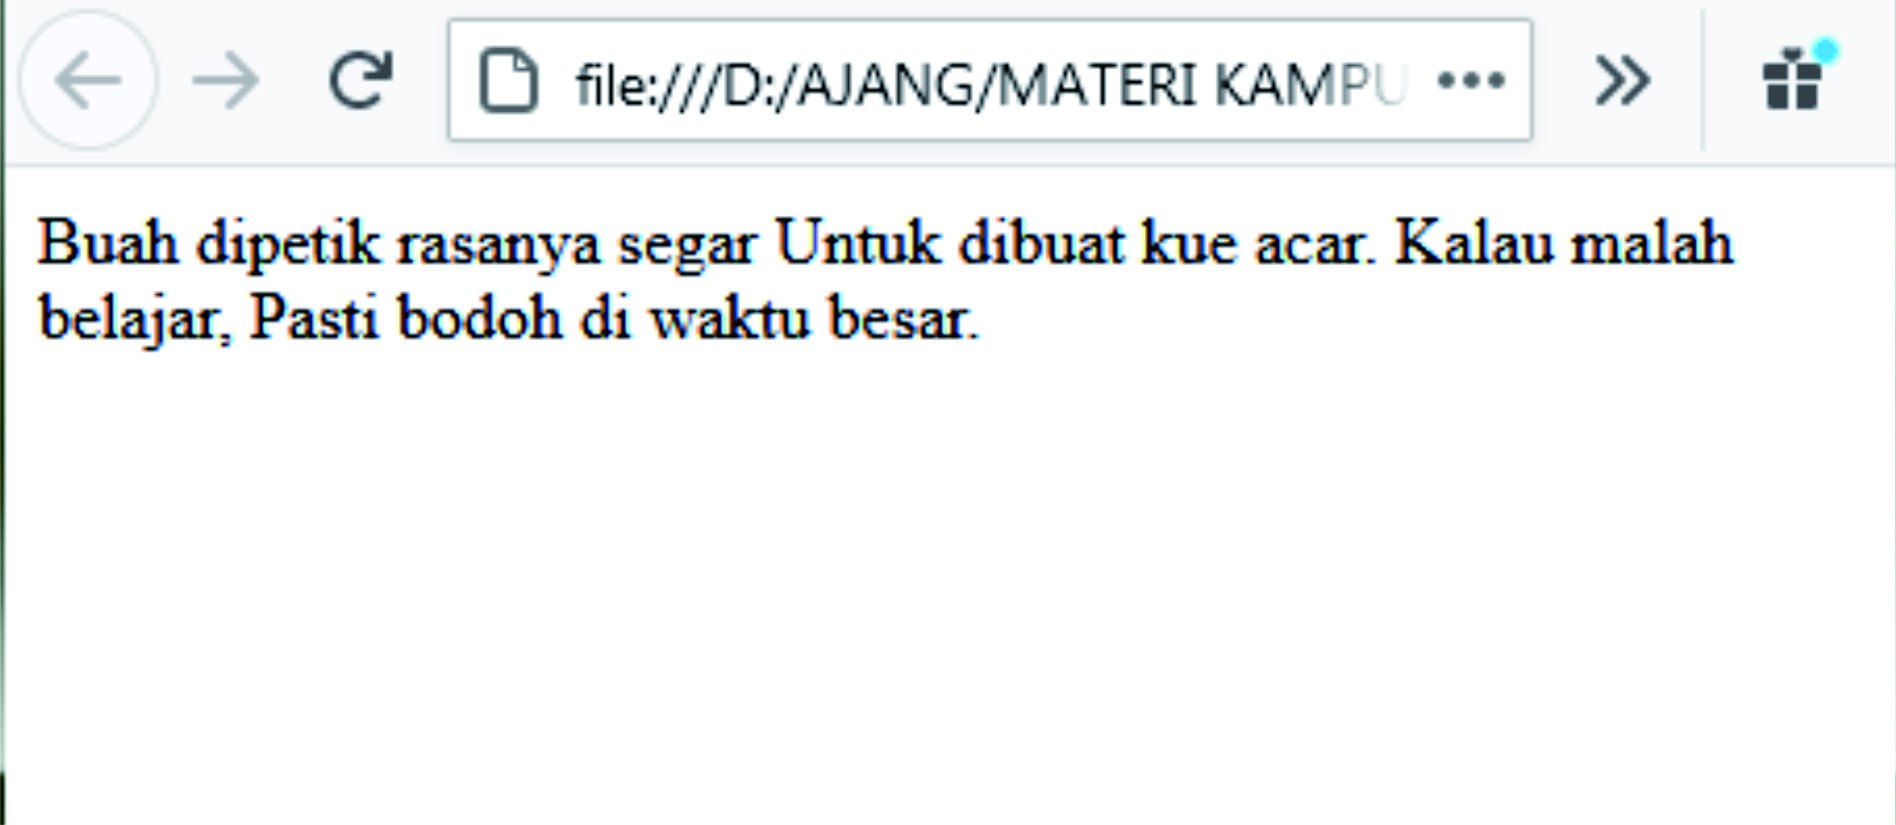 file:///D:/AJANG/MATERI KAMPU
Buah dipetik rasanya segar Untuk dibuat kue acar. Kalau malah
belajar, Pasti bodoh di waktu besar.